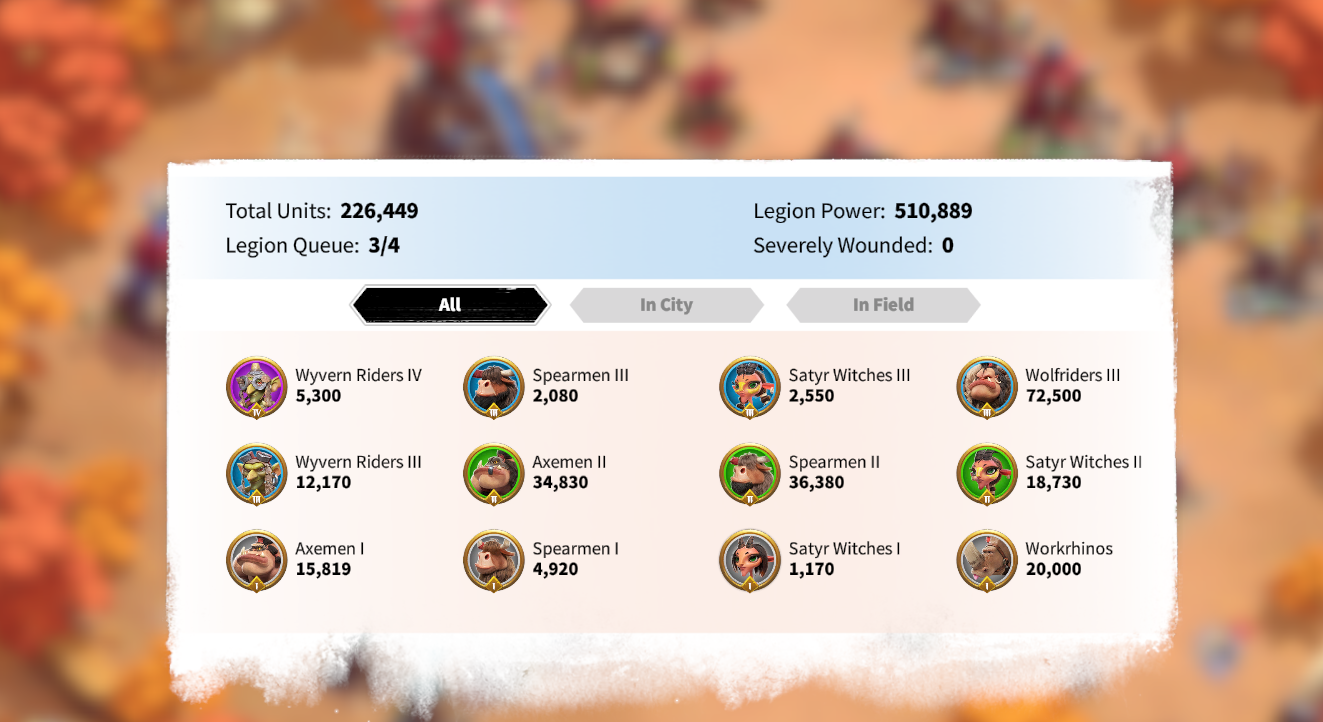 Total Units: 226,449
Legion Power: 510,889
Legion Queue: 3/4
Severely Wounded: 0
All
In City
In Field
Wyvern Riders IV
5,300
Spearmen III
2,080
Satyr Witches III
2,550
Wolfriders III
72,500
Wyvern Riders III
12,170
Axemen II
34,830
Spearmen II
36,380
Satyr Witches II
18,730
Axemen I
15,819
Spearmen I
4,920
Satyr Witches I
1,170
Workrhinos
20,000